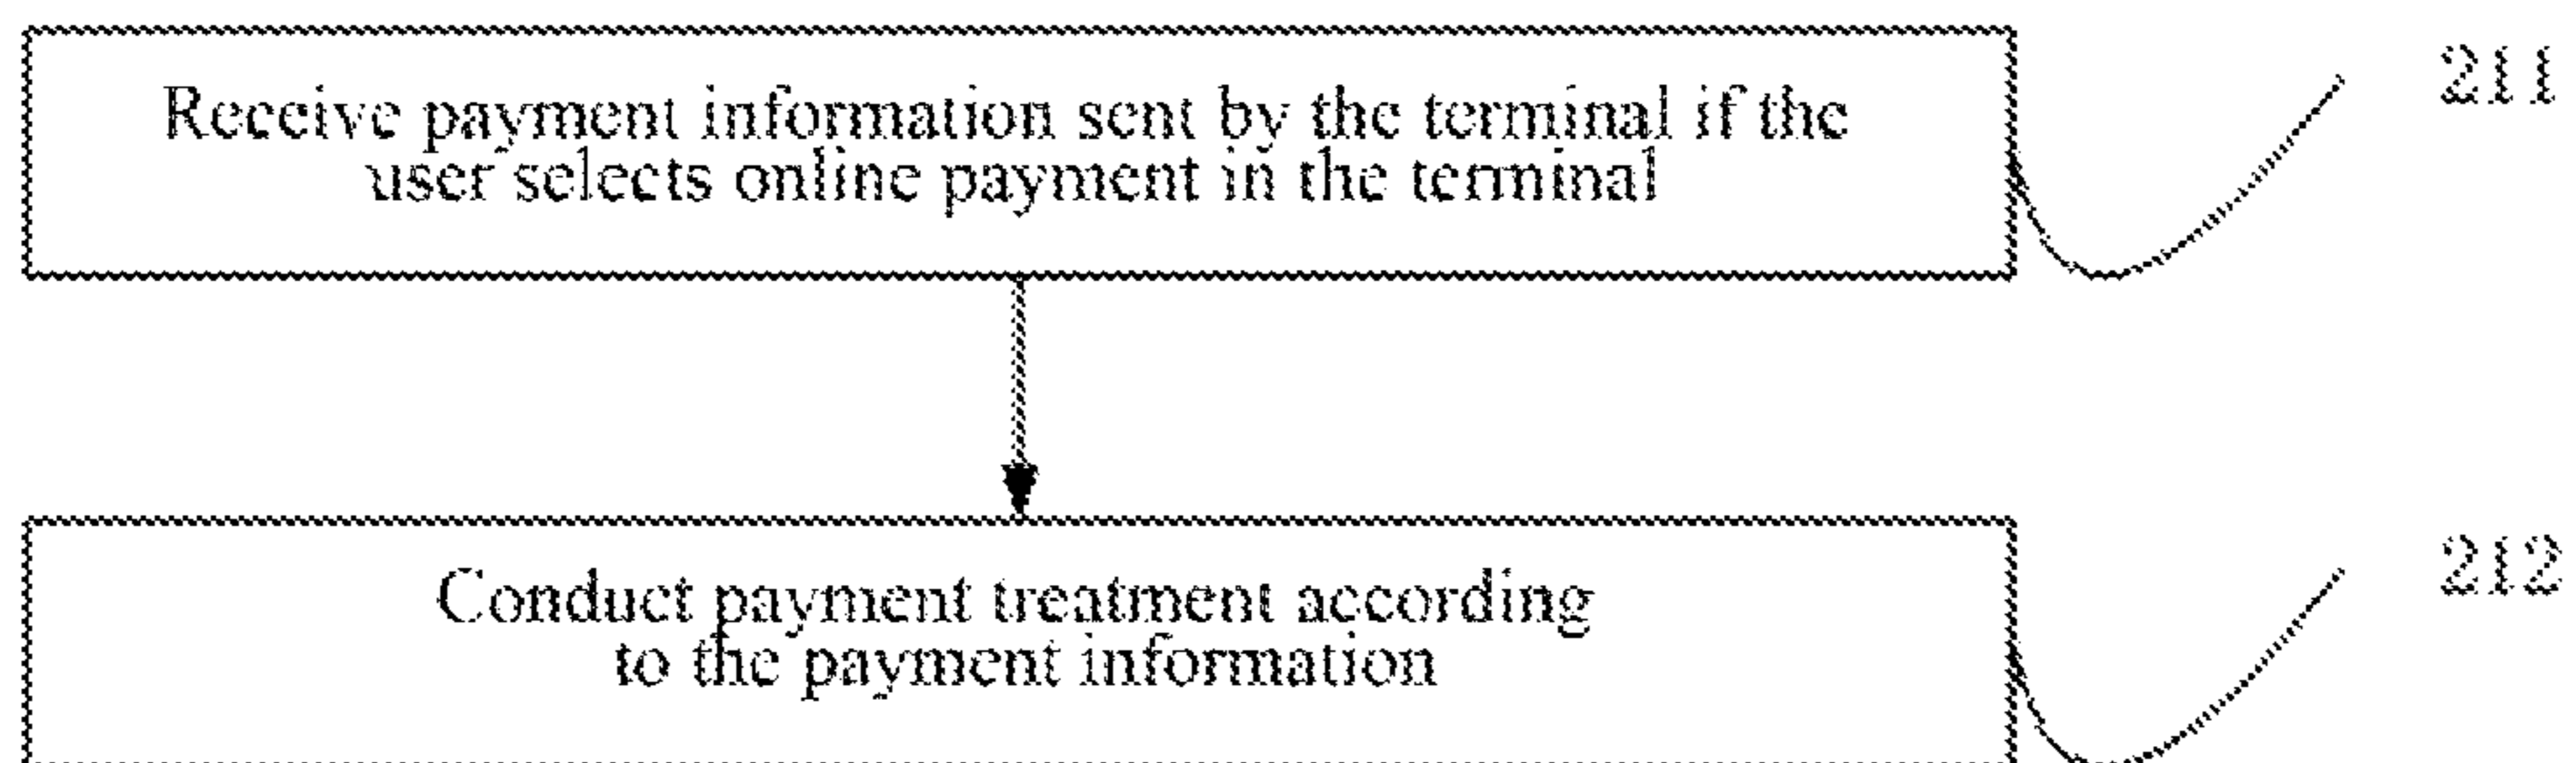 Receive payment information sent by the terminal if the
user selects online payment in the terminal
211
Conduct payment treatment according
to the payment information
212